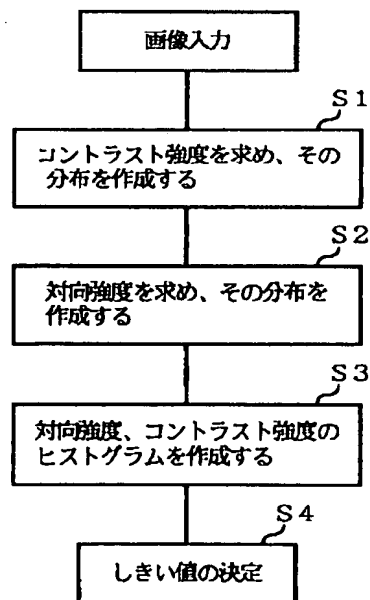 画像入力
S1
コントラスト強度を求め、その
分布を作成する
S2
対向強度を求め、その分布を
作成する
S3
対向強度、コントラスト強度の
ヒストグラムを作成する
S4
しきい値の決定